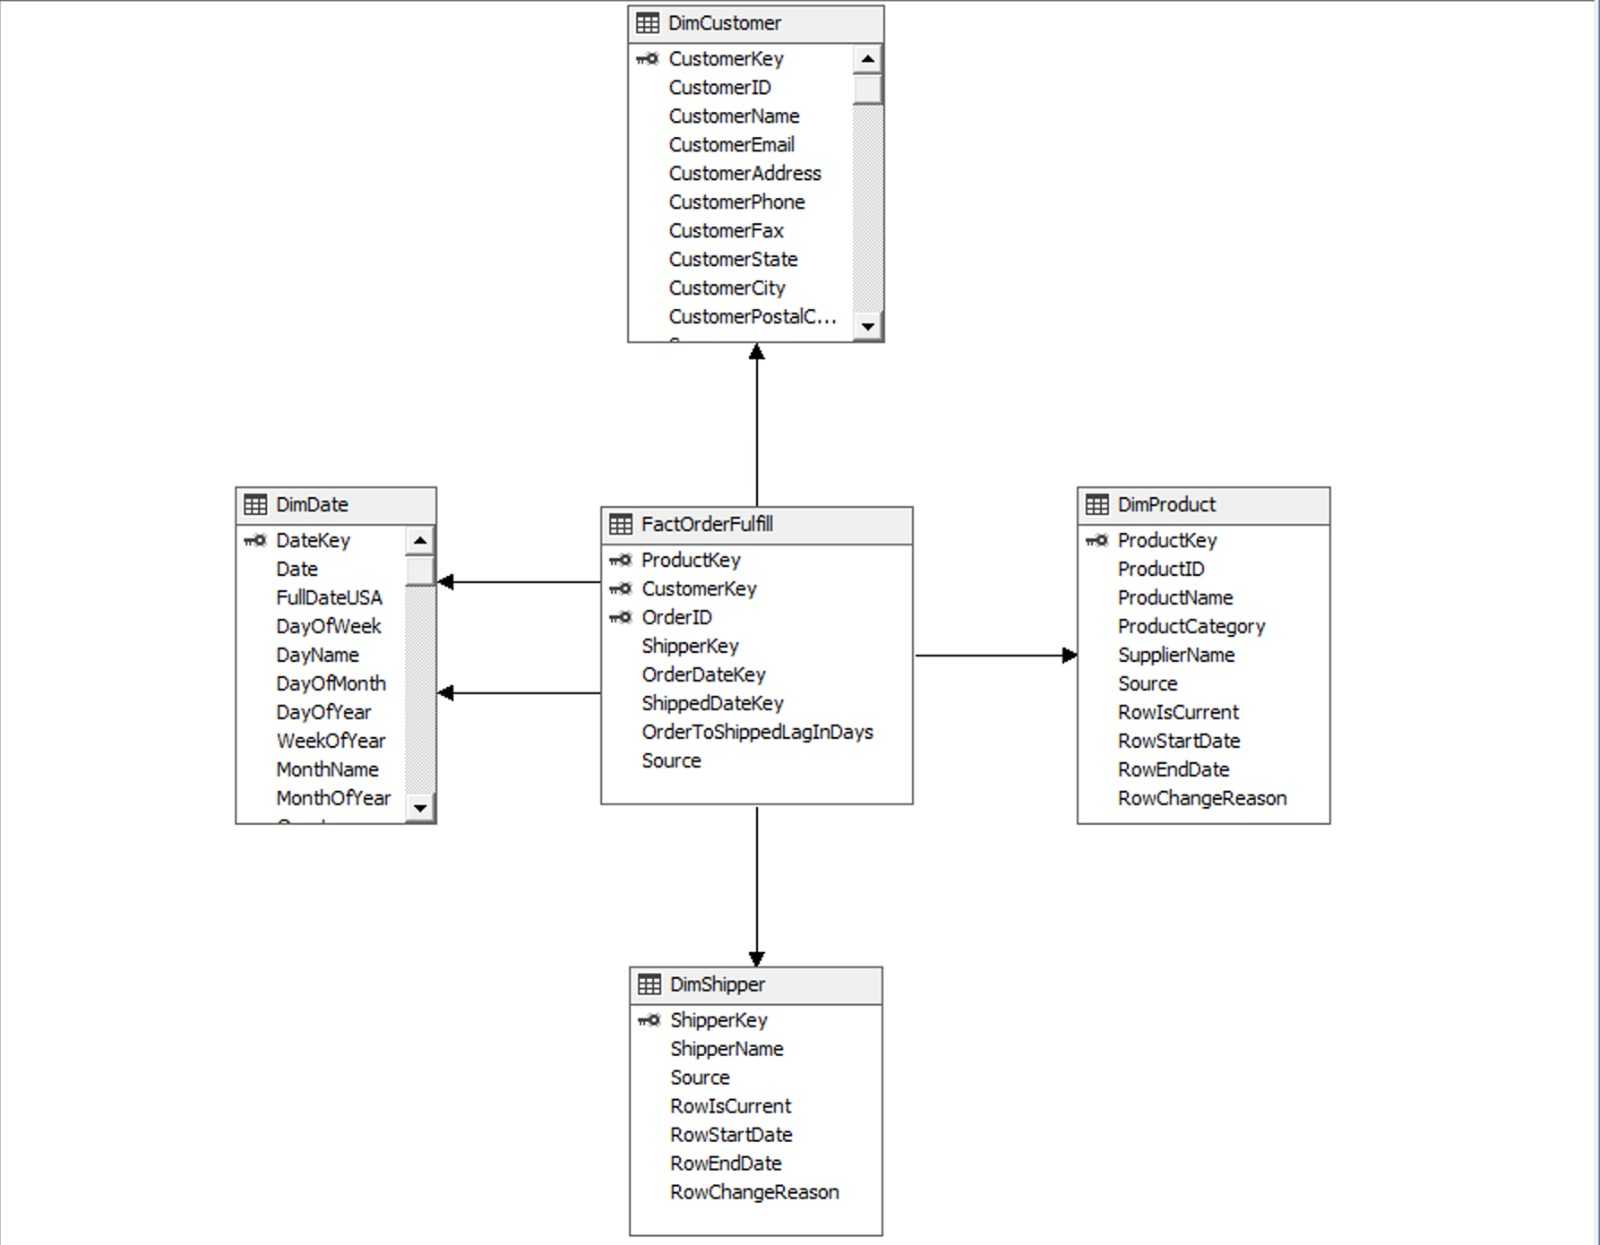 DimCustomer
CustomerKey
CustomerID
CustomerName
CustomerEmail
CustomerAddress
CustomerPhone
CustomerFax
CustomerState
CustomerCity
CustomerPostalC...
DimDate
DateKey
Date
FullDateUSA
DayOfWeek
DayName
DayOfMonth
DayOfYear
WeekOfYear
MonthName
MonthOfYear
FactOrderFulfill
ProductKey
CustomerKey
OrderID
ShipperKey
OrderDateKey
ShippedDateKey
OrderToShippedLagInDays
Source
DimProduct
ProductKey
ProductID
ProductName
ProductCategory
SupplierName
Source
RowIsCurrent
RowStartDate
RowEndDate
RowChangeReason
DimShipper
ShipperKey
ShipperName
Source
RowIsCurrent
RowStartDate
RowEndDate
RowChangeReason